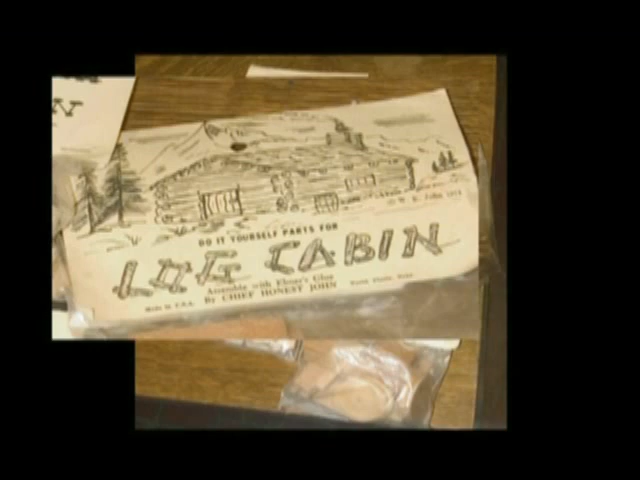 N
DO IT YOURSELF PARTS FOR
LOG CABIN
Assemble with Elmer's Glue
By CHIEF HONEST JOHN
Made in U.S.A.